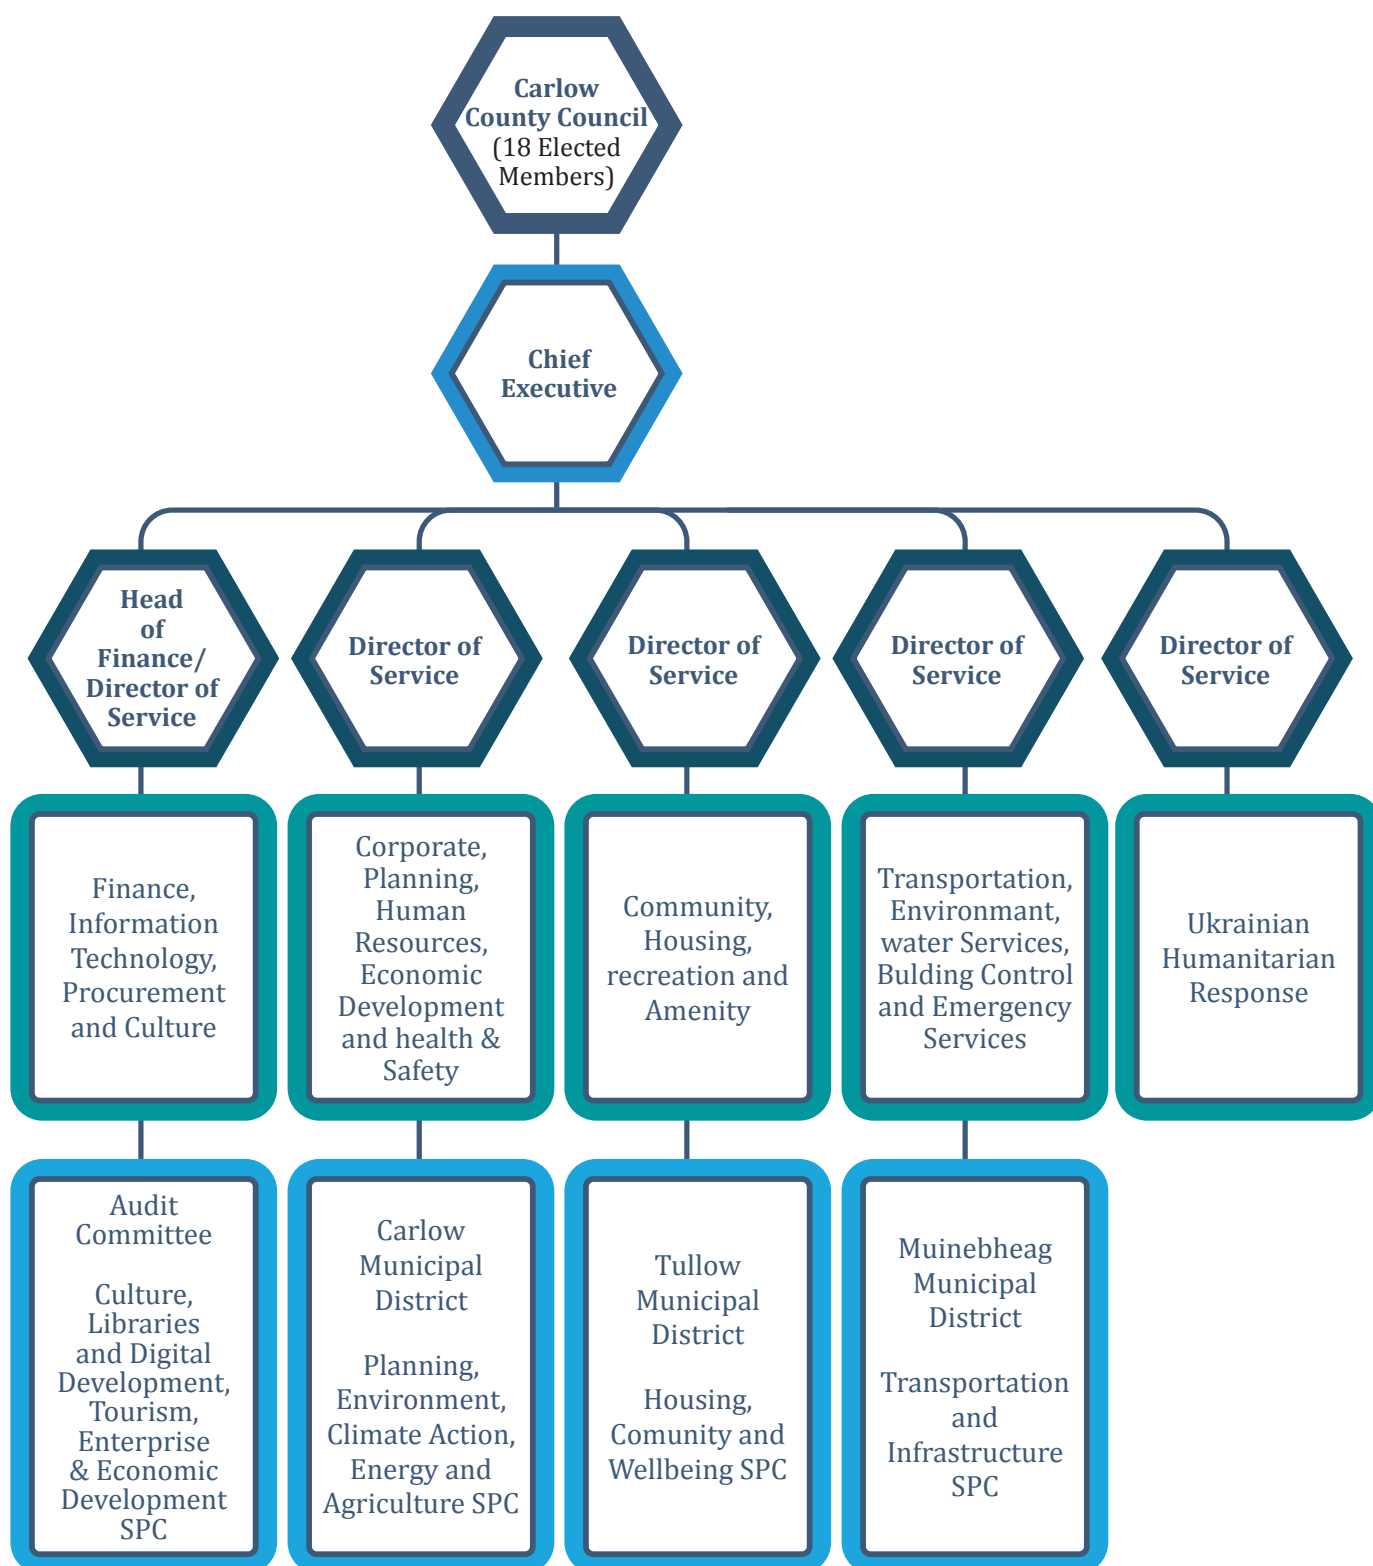 Carlow
County Council
(18 Elected
Members)
Chief
Executive
Head
of
Finance/
Director of
Service
Director of
Service
Director of
Service
Director of
Service
Director of
Service
Finance,
Information
Technology,
Procurement
and Culture
Corporate,
Planning,
Human
Resources,
Economic
Development
and health &
Safety
Community,
Housing,
recreation and
Amenity
Transportation,
Environmant,
water Services,
Bulding Control
and Emergency
Services
Ukrainian
Humanitarian
Response
Audit
Committee
Culture,
Libraries
and Digital
Development,
Tourism,
Enterprise
& Economic
Development
SPC
Carlow
Municipal
District
Planning,
Environment,
Climate Action,
Energy and
Agriculture SPC
Tullow
Municipal
District
Housing,
Comunity and
Wellbeing SPC
Muinebheag
Municipal
District
Transportation
and
Infrastructure
SPC